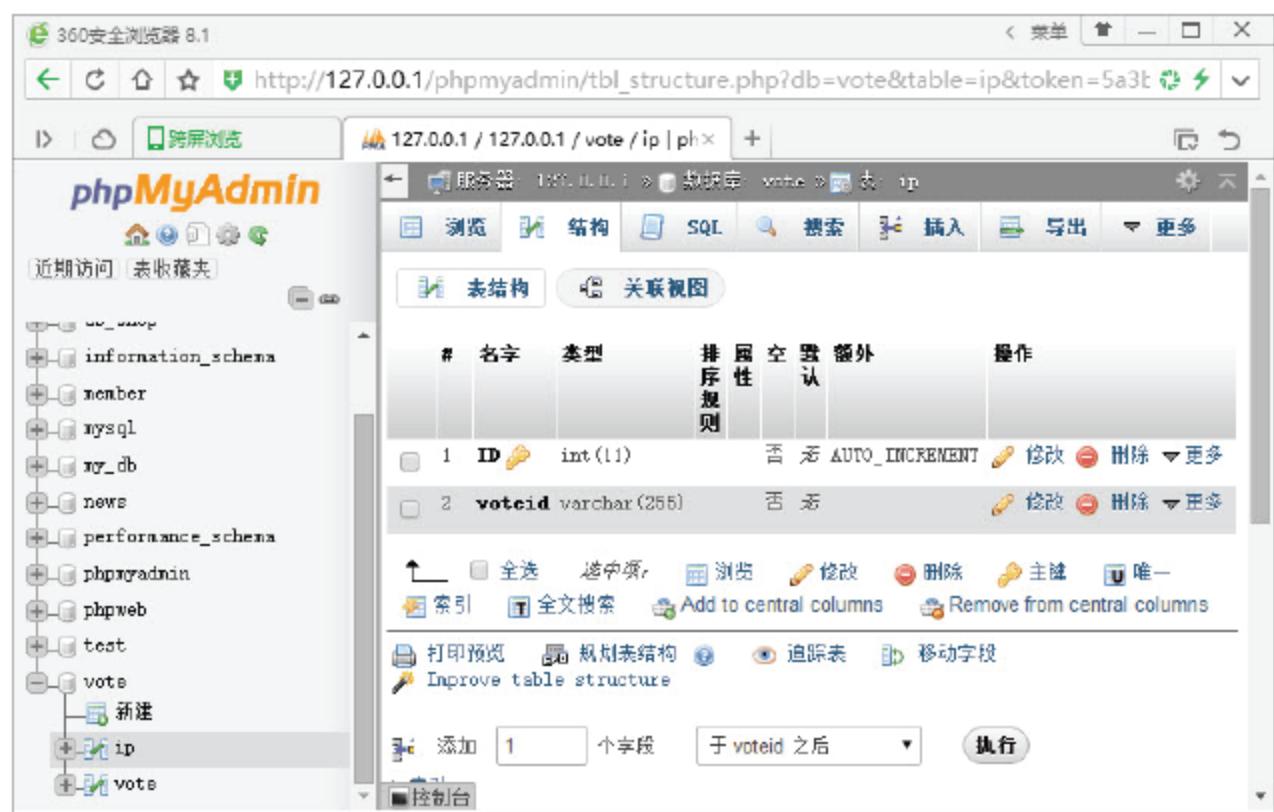 360安全浏览器 8.1
菜单
http://127.0.0.1/phpmyadmin/tbl_structure.php?db=vote&table=ip&token=5a3b
跨屏浏览
127.0.0.1 / 127.0.0.1 / vote / ip | ph
phpMyAdmin
近期访问 表收藏夹
information_schema
member
mysql
my_db
news
performance_schema
phpmyadmin
phpweb
test
vote
新建
ip
vote
服务器: 127.0.0.1 » 数据库: vote » 表: ip
浏览 结构 SQL 搜索 插入 导出 更多
表结构 关联视图
# 名字 类型 排序规则 属性 空 默认 额外 操作
1 ID int(11) 否 无 AUTO_INCREMENT 修改 删除 更多
2 voteid varchar(255) 否 无 修改 删除 更多
全选 选中项: 浏览 修改 删除 主键 唯一
索引 全文搜索 Add to central columns Remove from central columns
打印预览 规划表结构 追踪表 移动字段
Improve table structure
添加 1 个字段 于 voteid 之后 执行
控制台